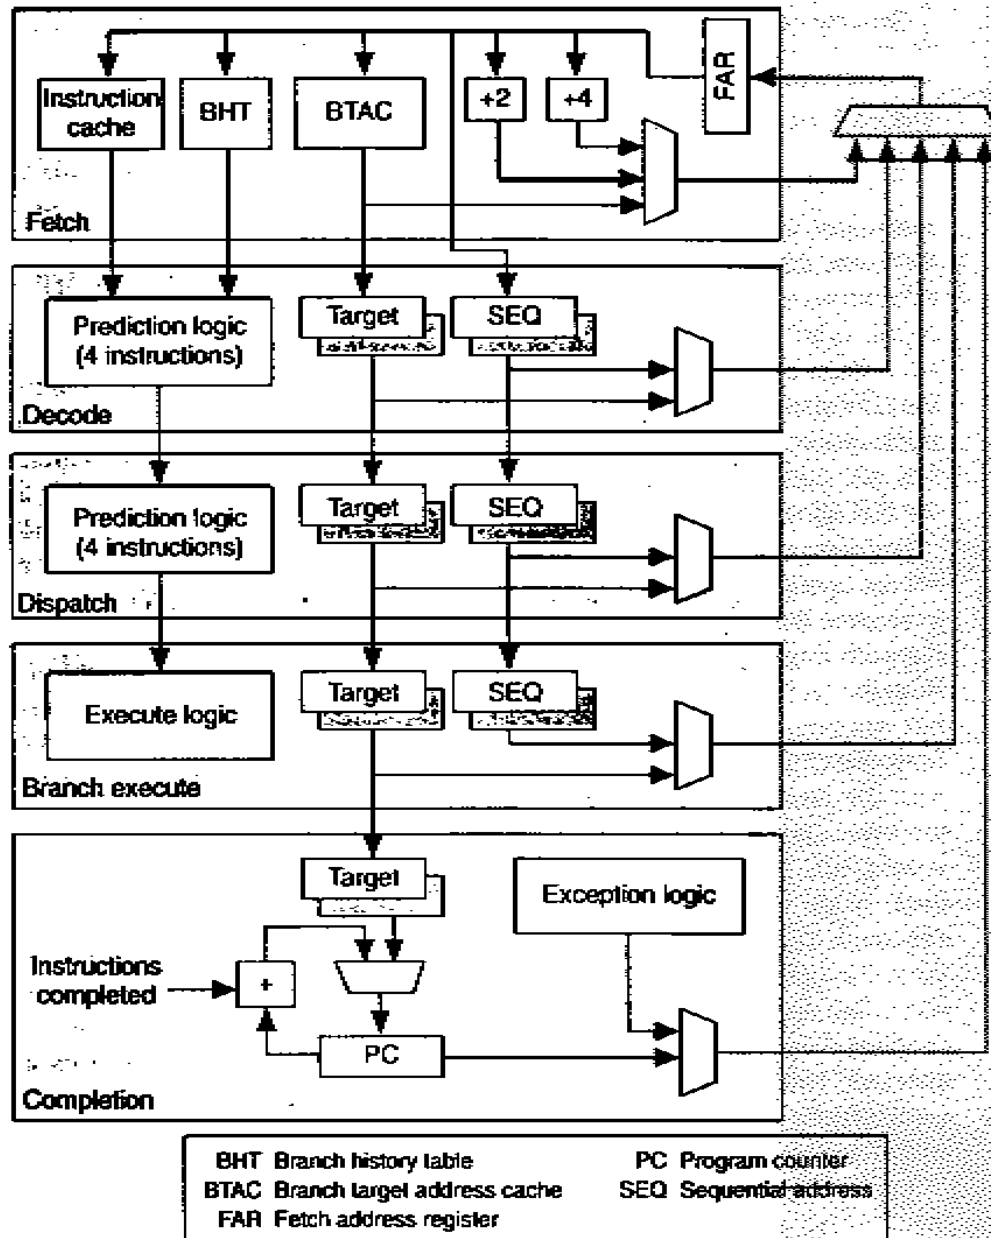 FAR
Instruction
cache
BHT
BTAC
+2
+4
Fetch
Prediction logic
(4 instructions)
Target
SEQ
Decode
Prediction logic
(4 instructions)
Target
SEQ
Dispatch
Execute logic
Target
SEQ
Branch execute
Target
Exception logic
Instructions
completed
+
PC
Completion
BHT Branch history table
BTAC Branch target address cache
FAR Fetch address register
PC Program counter
SEQ Sequential address